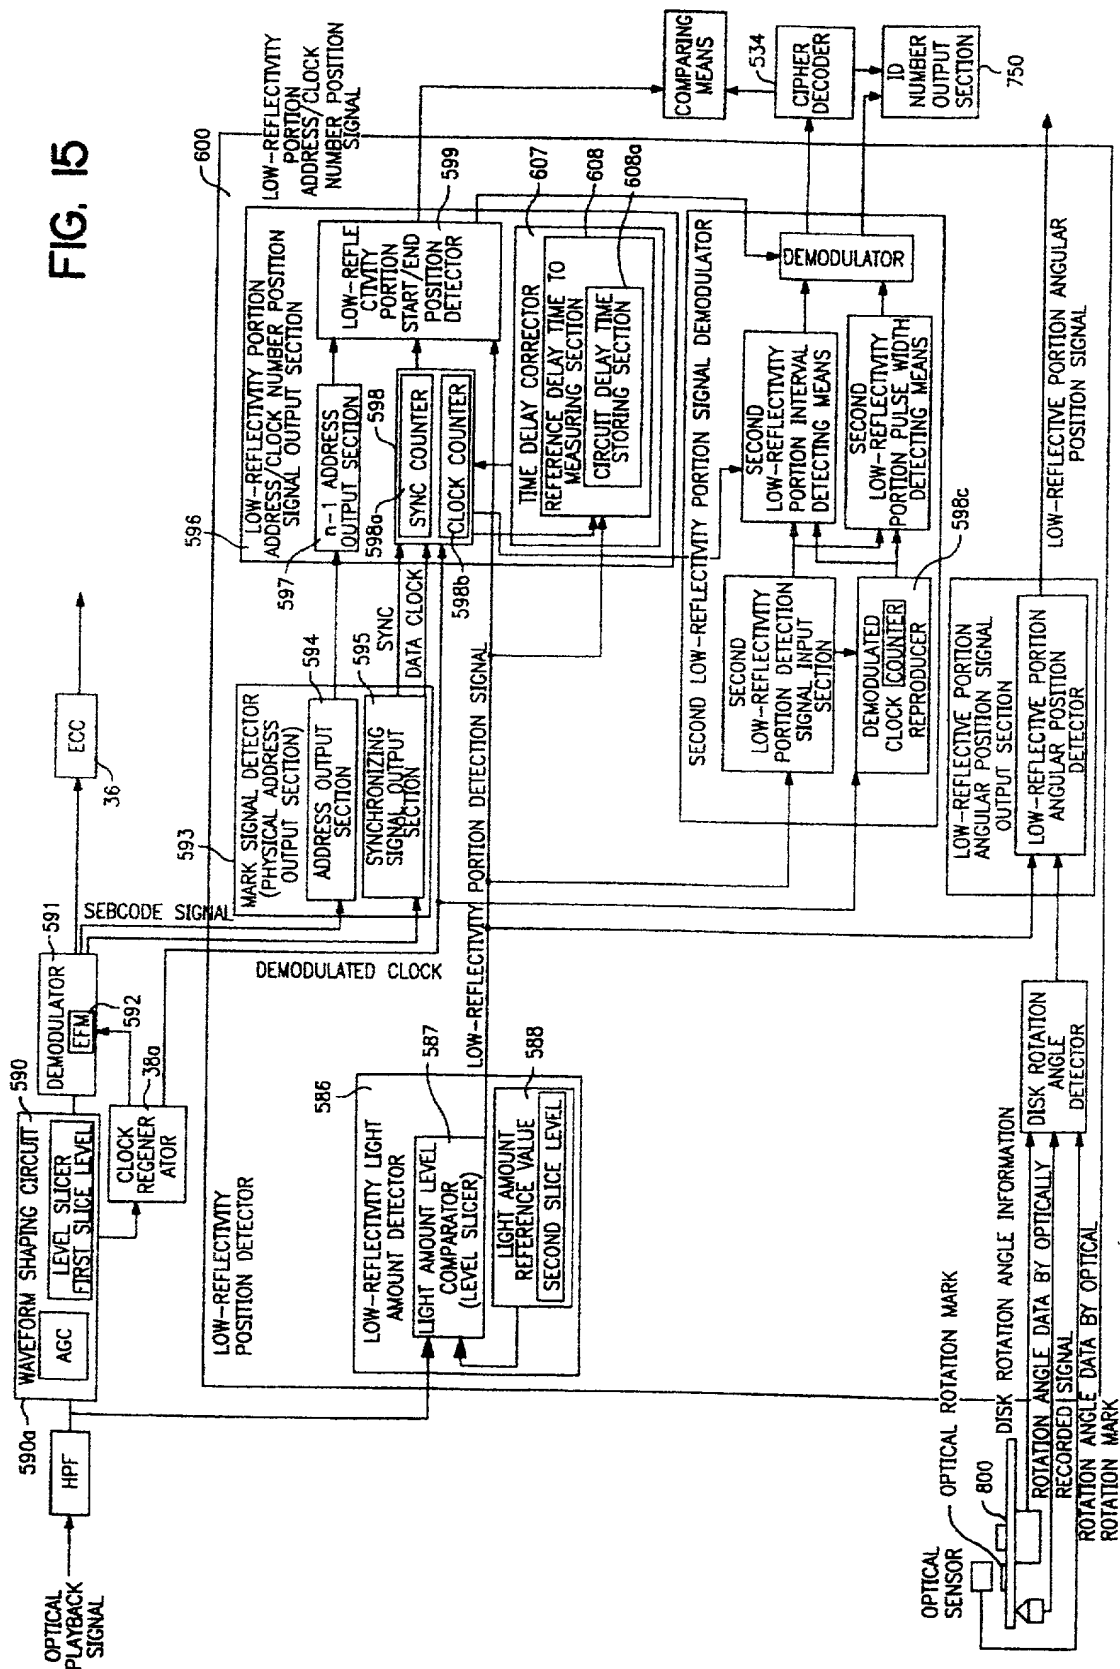 FIG. 15
OPTICAL
PLAYBACK
SIGNAL
HPF
590a
WAVEFORM SHAPING CIRCUIT
590
AGC
LEVEL SLICER
FIRST SLICE LEVEL
DEMODULATOR
591
EFM
592
CLOCK
REGENER
ATOR
38a
ECC
36
SEBCODE SIGNAL
DEMODULATED CLOCK
LOW-REFLECTIVITY
POSITION DETECTOR
600
586
LOW-REFLECTIVITY LIGHT
AMOUNT DETECTOR
587
LIGHT AMOUNT LEVEL
COMPARATOR
(LEVEL SLICER)
588
LIGHT AMOUNT
REFERENCE VALUE
SECOND SLICE LEVEL
LOW-REFLECTIVITY PORTION DETECTION SIGNAL
593
MARK SIGNAL DETECTOR
(PHYSICAL ADDRESS
OUTPUT SECTION)
594
ADDRESS OUTPUT
SECTION
595
SYNCHRONIZING
SIGNAL OUTPUT
SECTION
SYNC
DATA CLOCK
596
LOW-REFLECTIVITY PORTION
ADDRESS/CLOCK NUMBER POSITION
SIGNAL OUTPUT SECTION
597
n-1 ADDRESS
OUTPUT SECTION
598
598a
SYNC COUNTER
CLOCK COUNTER
598b
LOW-REFLE
CTIVITY
PORTION
START/END
POSITION
DETECTOR
599
LOW-REFLECTIVITY
PORTION
ADDRESS/CLOCK
NUMBER POSITION
SIGNAL
607
TIME DELAY CORRECTOR
608
REFERENCE DELAY TIME TO
MEASURING SECTION
608a
CIRCUIT DELAY TIME
STORING SECTION
COMPARING
MEANS
534
CIPHER
DECODER
ID
NUMBER
OUTPUT
SECTION
750
SECOND LOW-REFLECTIVITY PORTION SIGNAL DEMODULATOR
SECOND
LOW-REFLECTIVITY
PORTION DETECTION
SIGNAL INPUT
SECTION
DEMODULATED
CLOCK COUNTER
REPRODUCER
598c
SECOND
LOW-REFLECTIVITY
PORTION INTERVAL
DETECTING MEANS
SECOND
LOW-REFLECTIVITY
PORTION PULSE WIDTH
DETECTING MEANS
DEMODULATOR
LOW-REFLECTIVE PORTION
ANGULAR POSITION SIGNAL
OUTPUT SECTION
LOW-REFLECTIVE PORTION
ANGULAR POSITION
DETECTOR
LOW-REFLECTIVE PORTION ANGULAR
POSITION SIGNAL
DISK ROTATION
ANGLE
DETECTOR
OPTICAL
SENSOR
OPTICAL ROTATION MARK
800
DISK ROTATION ANGLE INFORMATION
ROTATION ANGLE DATA BY OPTICALLY
RECORDED SIGNAL
ROTATION ANGLE DATA BY OPTICAL
ROTATION MARK